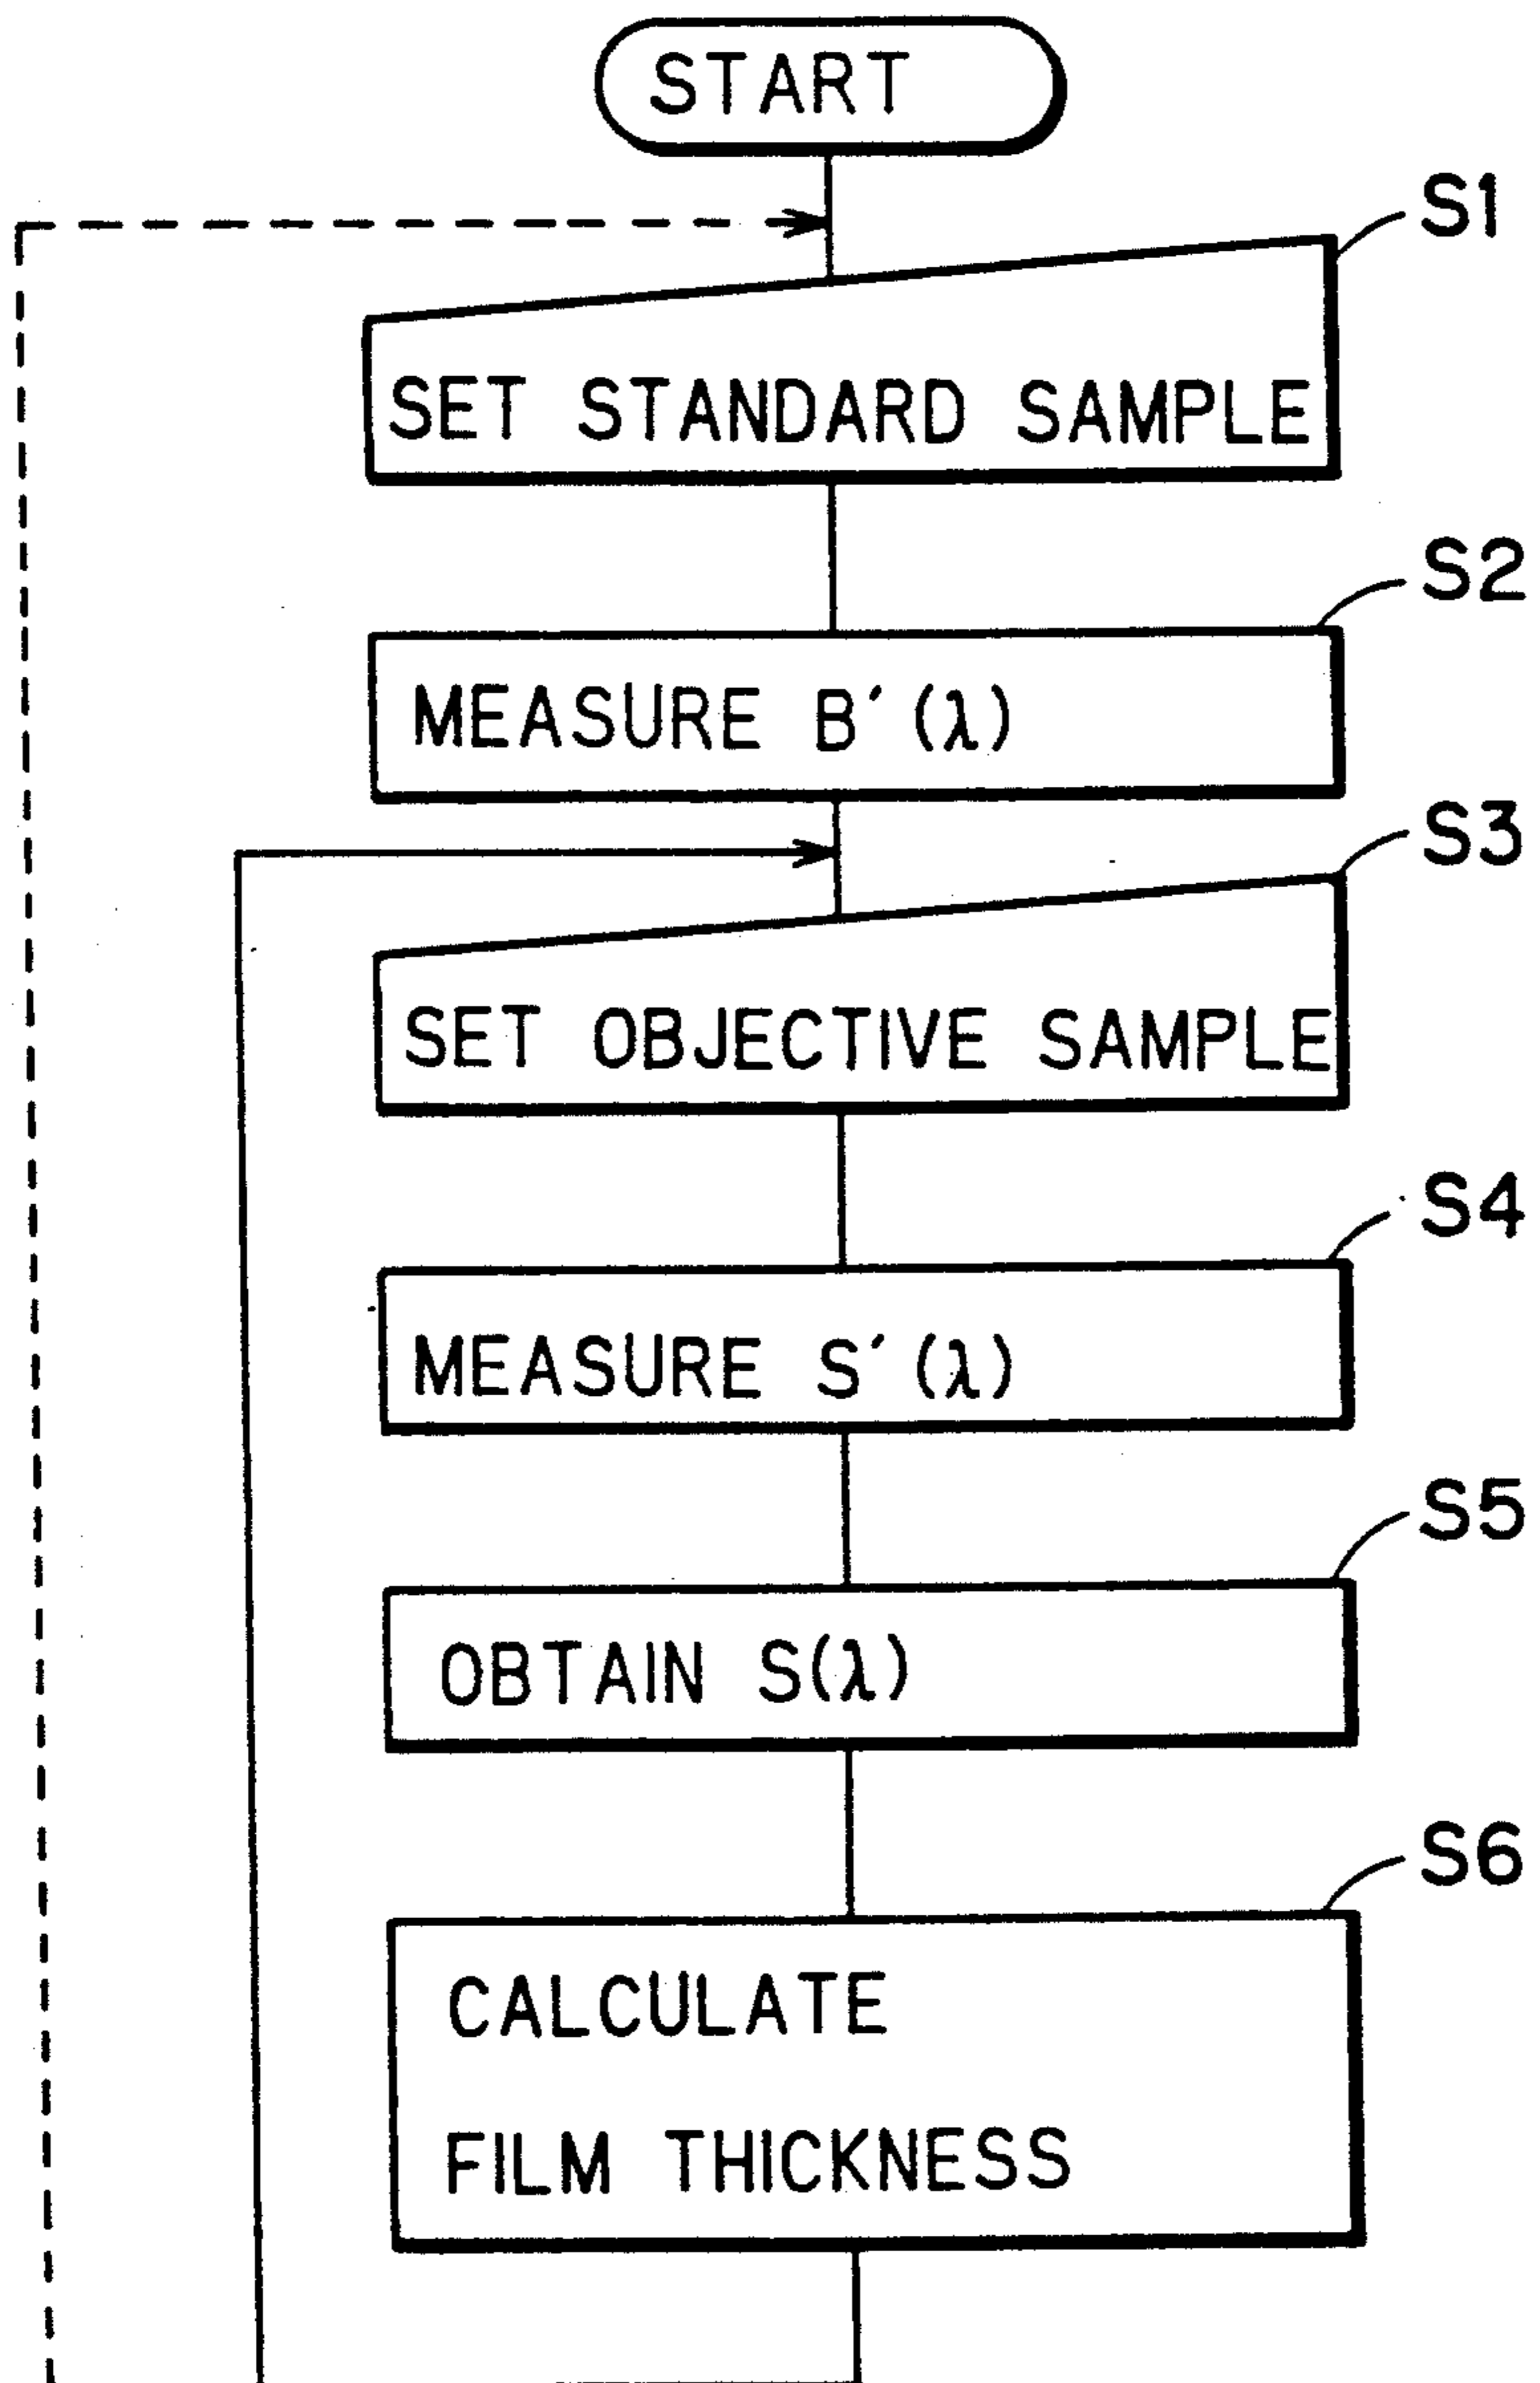 START
S1
SET STANDARD SAMPLE
S2
MEASURE B′(λ)
S3
SET OBJECTIVE SAMPLE
S4
MEASURE S′(λ)
S5
OBTAIN S(λ)
S6
CALCULATE
FILM THICKNESS